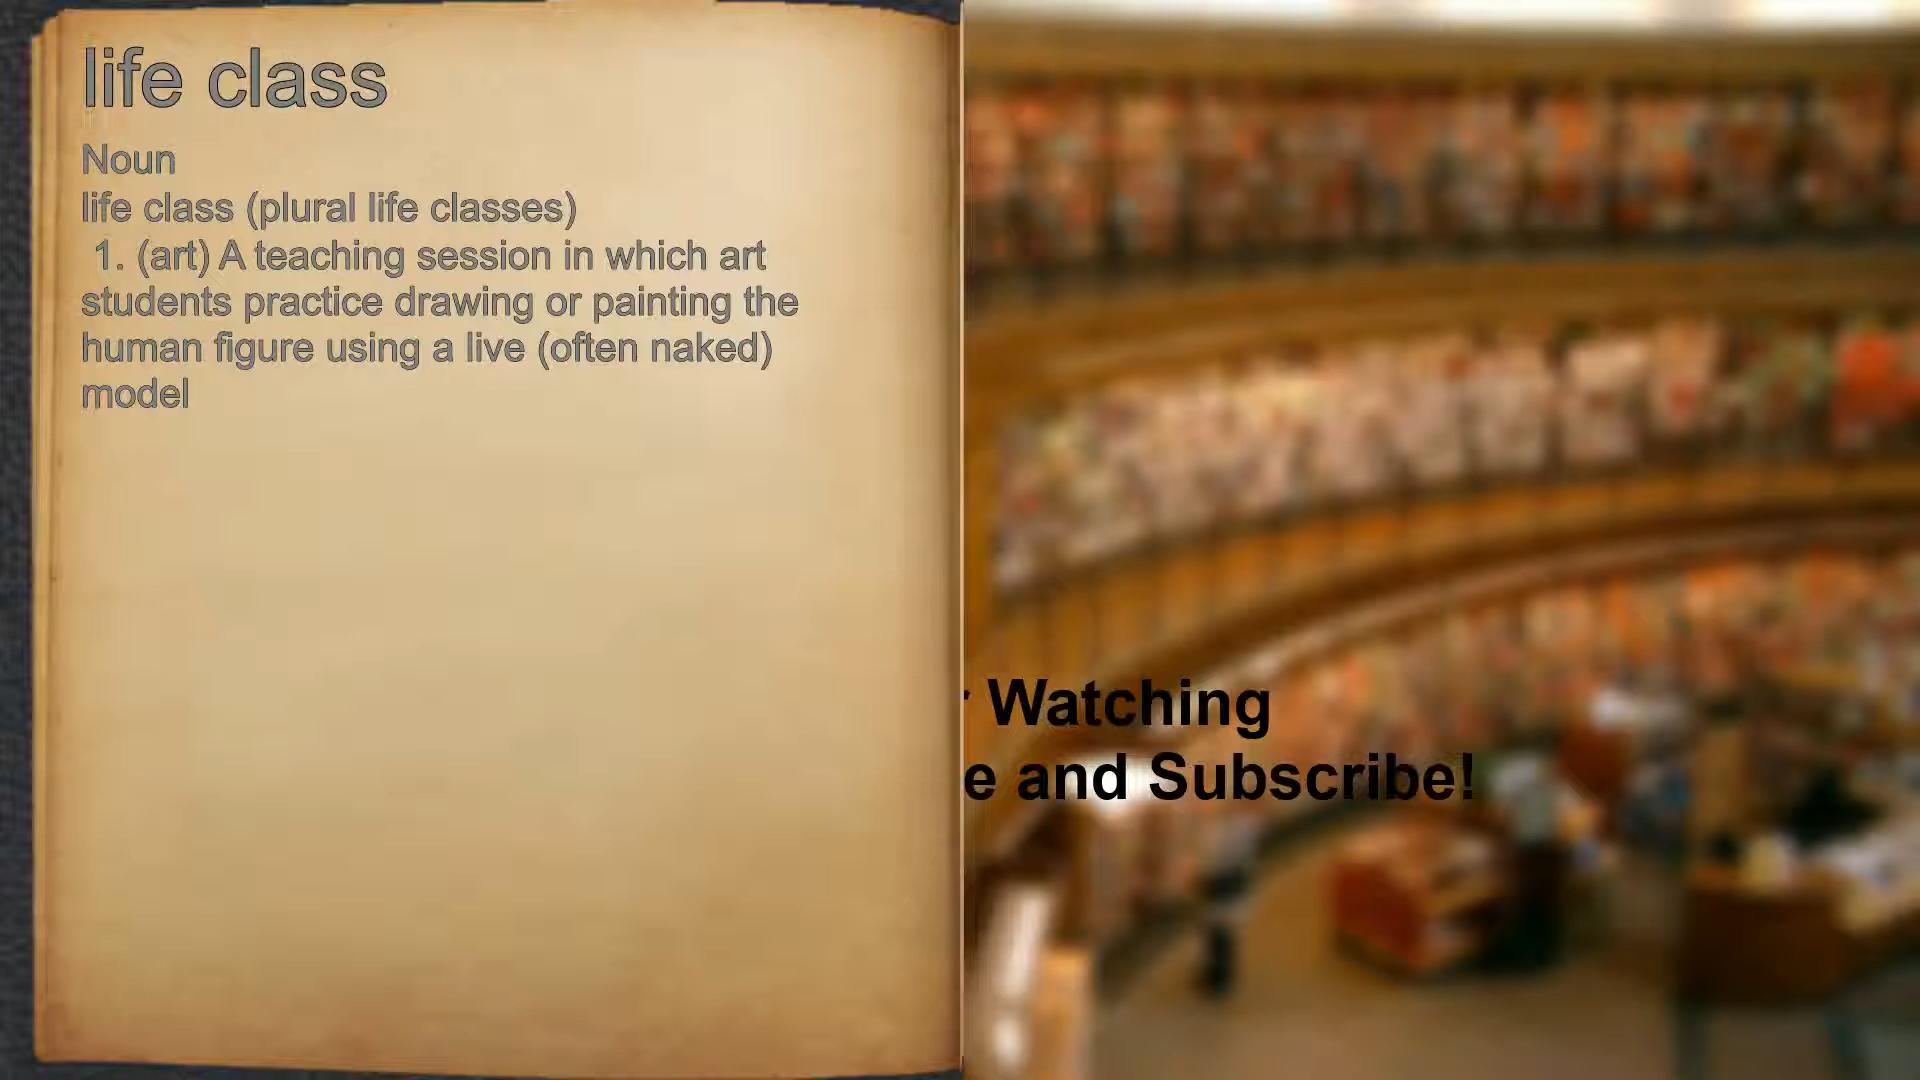 life class
Noun
life class (plural life classes)
1. (art) A teaching session in which art
students practice drawing or painting the
human figure using a live (often naked)
model
Watching
and Subscribe!